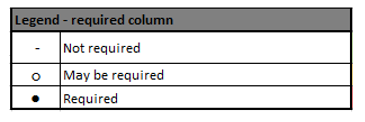 Legend - required column
- Not required
o May be required
● Required